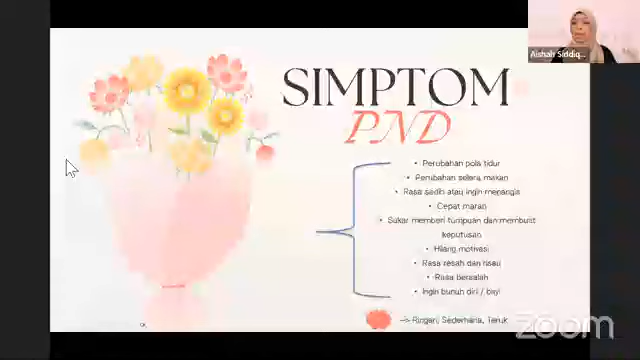 SIMPTOM
PND
• Perubahan pola tidur
• Perubahan selera makan
• Rasa sedih atau ingin menangis
• Cepat marah
• Sukar memberi tumpuan dan membuat
keputusan
• Hilang motivasi
• Rasa resah dan risau
• Rasa bersalah
• Ingin bunuh diri / bayi
--> Ringan, Sederhana, Teruk
Aishah Siddiq...
zoom